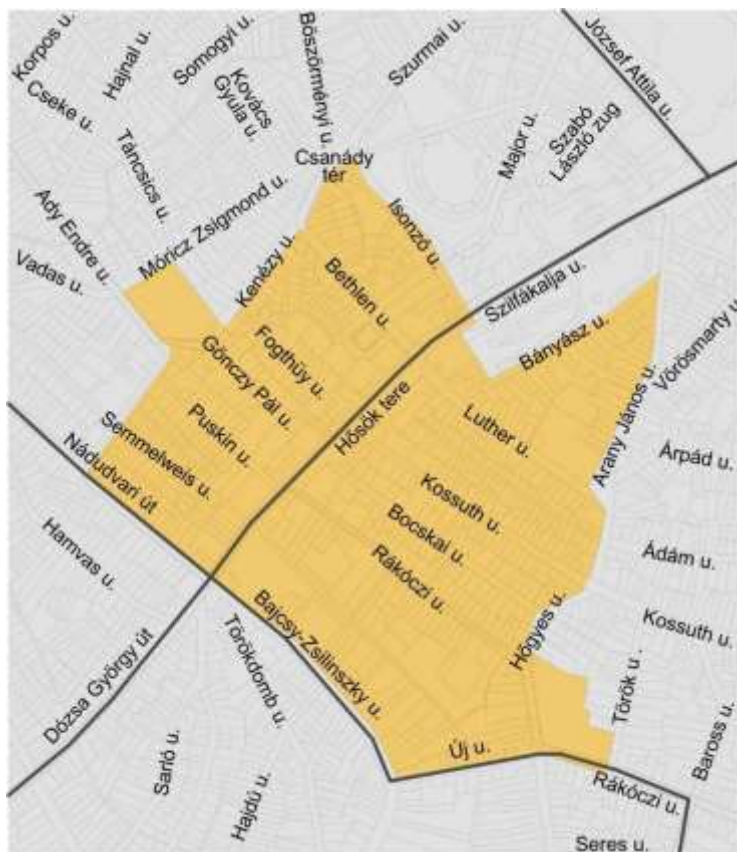 Korpos u.
Hajnal u.
Somogyi u.
Böszörményi u.
Szurmai u.
József Attila u.
Cseke u.
Kovács
Gyula u.
Táncsics u.
Csanády
tér
Major u.
Szabó
László zug
Ady Endre u.
Móricz Zsigmond u.
Isonzó u.
Vadas u.
Kenézy u.
Bethlen u.
Szilfákalja u.
Bányász u.
Vörösmarty u.
Fogthüy u.
Gönczy Pál u.
Hősök tere
Luther u.
Arany János u.
Puskin u.
Semmelweis u.
Nádudvari út
Kossuth u.
Bocskai u.
Rákóczi u.
Árpád u.
Ádám u.
Hamvas u.
Bajcsy-Zsilinszky u.
Hőgyes u.
Kossuth u.
Dózsa György út
Törökdomb u.
Török u.
Baross u.
Sarló u.
Hajdú u.
Új u.
Rákóczi u.
Seres u.